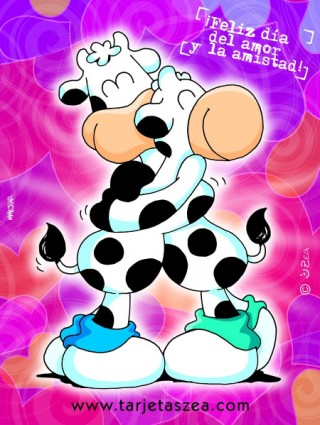 ¡Feliz día
del amor
y la amistad!
© ZEA
www.tarjetaszea.com